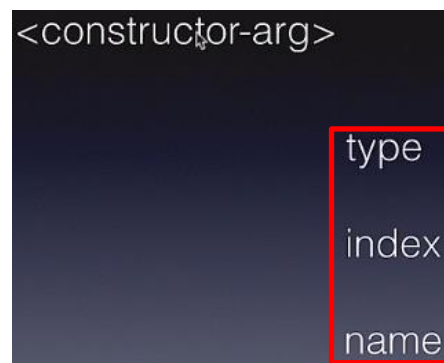 <constructor-arg>
type
index
name